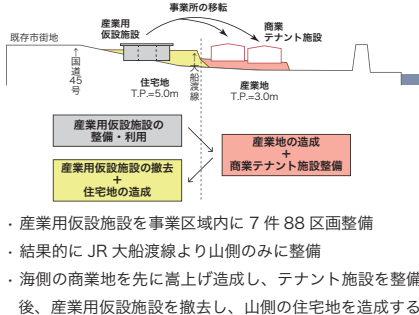 事業所の移転
産業用
仮設施設
商業
テナント施設
既存市街地
←国道45号
←大船渡線
住宅地
T.P.=5.0m
産業地
T.P.=3.0m
産業用仮設施設の
整備・利用
産業地の造成
+
商業テナント施設整備
産業用仮設施設の撤去
+
住宅地の造成
・産業用仮設施設を事業区域内に 7 件 88 区画整備
・結果的に JR 大船渡線より山側のみに整備
・海側の商業地を先に嵩上げ造成し、テナント施設を整備
後、産業用仮設施設を撤去し、山側の住宅地を造成する